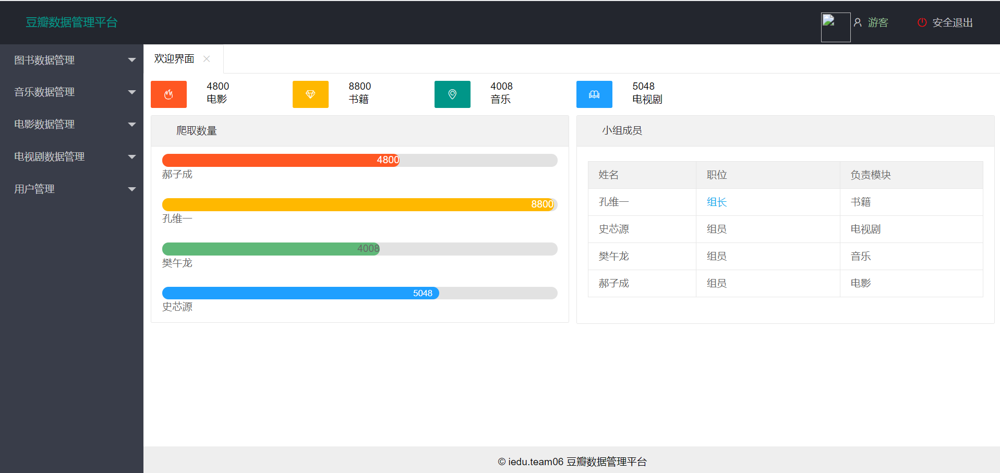 豆瓣数据管理平台
游客
安全退出
图书数据管理
音乐数据管理
电影数据管理
电视剧数据管理
用户管理
欢迎界面
4800
电影
8800
书籍
4008
音乐
5048
电视剧
爬取数量
4800
郝子成
8800
孔维一
4008
樊午龙
5048
史芯源
小组成员
姓名 职位 负责模块
孔维一 组长 书籍
史芯源 组员 电视剧
樊午龙 组员 音乐
郝子成 组员 电影
© iedu.team06 豆瓣数据管理平台